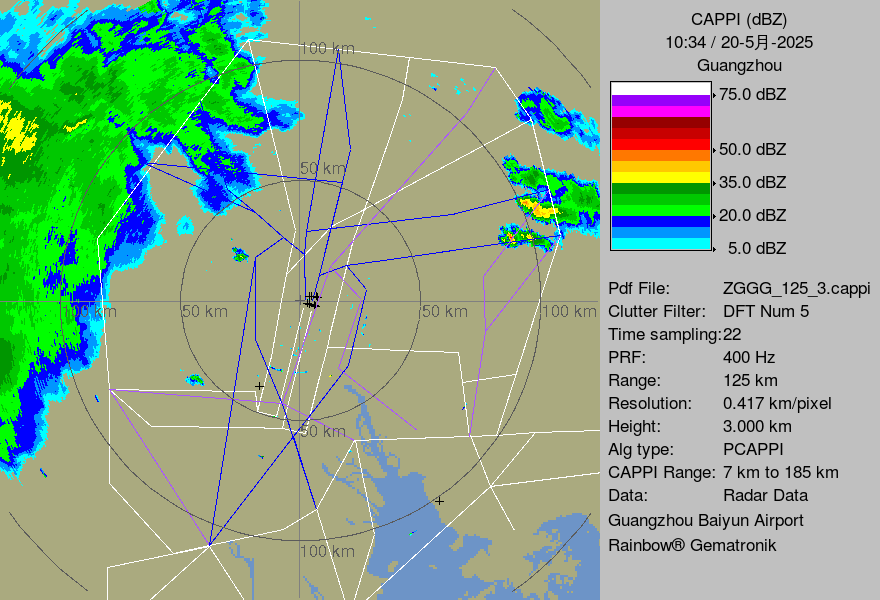 CAPPI (dBZ)
10:34 / 20-5月-2025
Guangzhou
75.0 dBZ
50.0 dBZ
35.0 dBZ
20.0 dBZ
5.0 dBZ
Pdf File: ZGGG_125_3.cappi
Clutter Filter: DFT Num 5
Time sampling:22
PRF: 400 Hz
Range: 125 km
Resolution: 0.417 km/pixel
Height: 3.000 km
Alg type: PCAPPI
CAPPI Range: 7 km to 185 km
Data: Radar Data
Guangzhou Baiyun Airport
Rainbow® Gematronik
100 km
50 km
100 km
50 km
50 km
100 km
50 km
100 km